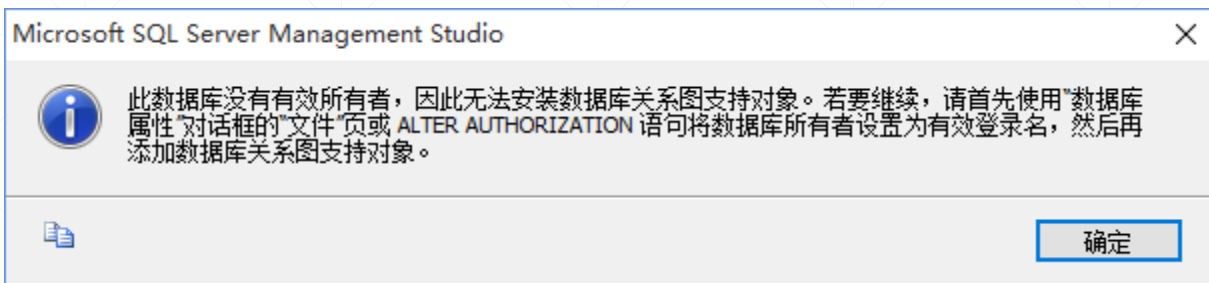 Microsoft SQL Server Management Studio
此数据库没有有效所有者，因此无法安装数据库关系图支持对象。若要继续，请首先使用"数据库
属性"对话框的"文件"页或 ALTER AUTHORIZATION 语句将数据库所有者设置为有效登录名，然后再
添加数据库关系图支持对象。
确定